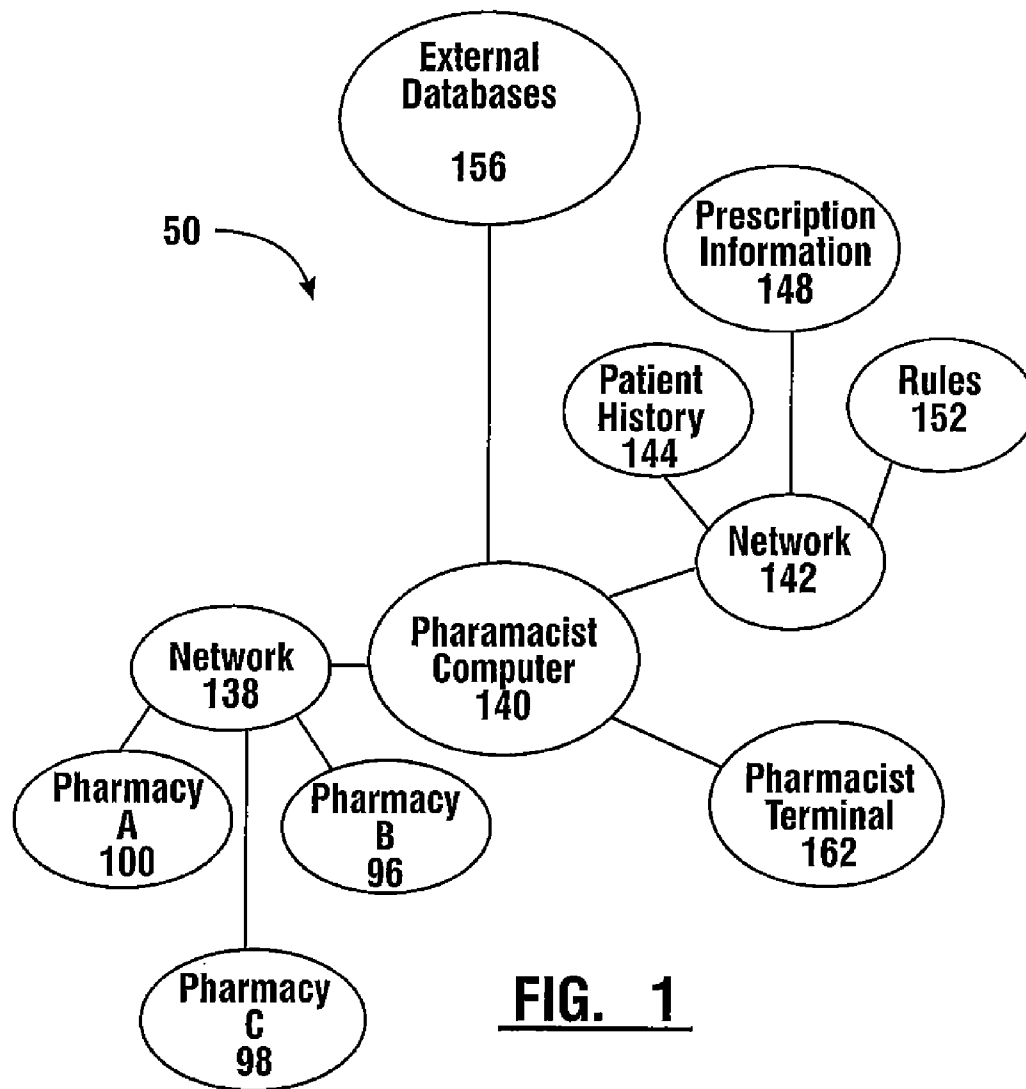 External
Databases
156
50
Prescription
Information
148
Patient
History
144
Rules
152
Network
142
Pharamacist
Computer
140
Network
138
Pharmacy
A
100
Pharmacy
B
96
Pharmacist
Terminal
162
Pharmacy
C
98
FIG. 1